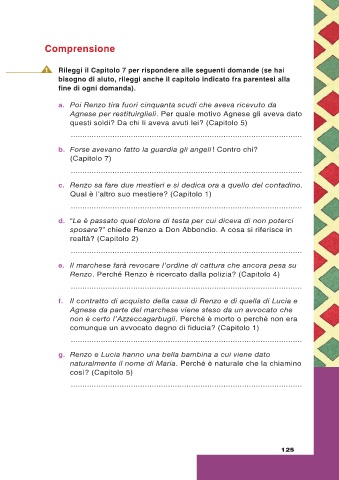 Comprensione
! Rileggi il Capitolo 7 per rispondere alle seguenti domande (se hai
bisogno di aiuto, rileggi anche il capitolo indicato fra parentesi alla
fine di ogni domanda).
a. Poi Renzo tira fuori cinquanta scudi che aveva ricevuto da
Agnese per restituirglieli. Per quale motivo Agnese gli aveva dato
questi soldi? Da chi li aveva avuti lei? (Capitolo 5)
b. Forse avevano fatto la guardia gli angeli! Contro chi?
(Capitolo 7)
c. Renzo sa fare due mestieri e si dedica ora a quello del contadino.
Qual è l'altro suo mestiere? (Capitolo 1)
d. "Le è passato quel dolore di testa per cui diceva di non poterci
sposare?" chiede Renzo a Don Abbondio. A cosa si riferisce in
realtà? (Capitolo 2)
e. Il marchese farà revocare l'ordine di cattura che ancora pesa su
Renzo. Perché Renzo è ricercato dalla polizia? (Capitolo 4)
f. Il contratto di acquisto della casa di Renzo e di quella di Lucia e
Agnese da parte del marchese viene steso da un avvocato che
non è certo l'Azzeccagarbugli. Perché è morto o perché non era
comunque un avvocato degno di fiducia? (Capitolo 1)
g. Renzo e Lucia hanno una bella bambina a cui viene dato
naturalmente il nome di Maria. Perché è naturale che la chiamino
così? (Capitolo 5)
125